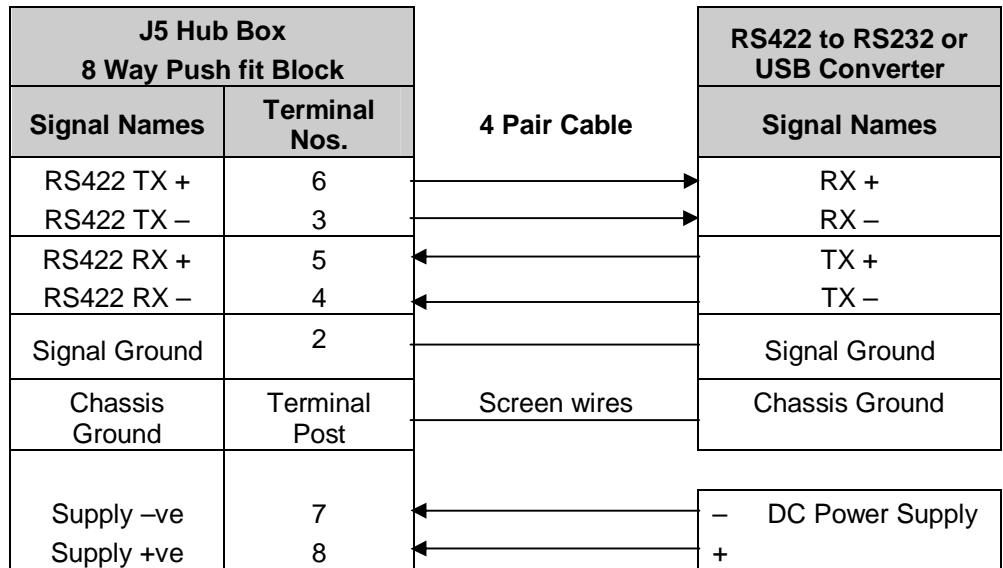 J5 Hub Box
8 Way Push fit Block
RS422 to RS232 or
USB Converter
Signal Names
Terminal
Nos.
4 Pair Cable
Signal Names
RS422 TX + 6 RX +
RS422 TX – 3 RX –
RS422 RX + 5 TX +
RS422 RX – 4 TX –
Signal Ground 2 Signal Ground
Chassis
Ground
Terminal
Post
Screen wires
Chassis Ground
Supply –ve 7 – DC Power Supply
Supply +ve 8 +